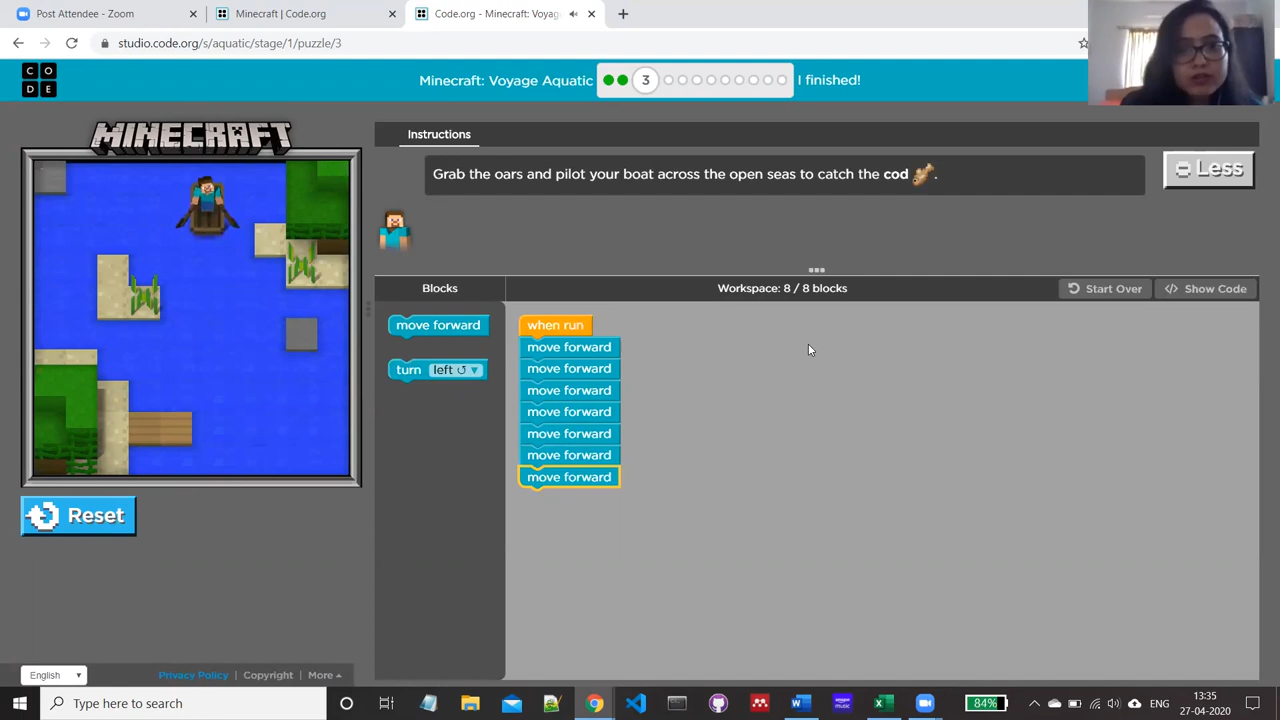 Post Attendee - Zoom
Minecraft | Code.org
Code.org - Minecraft: Voyag
studio.code.org/s/aquatic/stage/1/puzzle/3
CO
DE
Minecraft: Voyage Aquatic
3
I finished!
MINECRAFT
Instructions
Grab the oars and pilot your boat across the open seas to catch the cod .
Less
Blocks
Workspace: 8 / 8 blocks
Start Over
</> Show Code
move forward
turn left
when run
move forward
move forward
move forward
move forward
move forward
move forward
move forward
Reset
English
Privacy Policy | Copyright | More
Type here to search
84%
ENG
13:35
27-04-2020